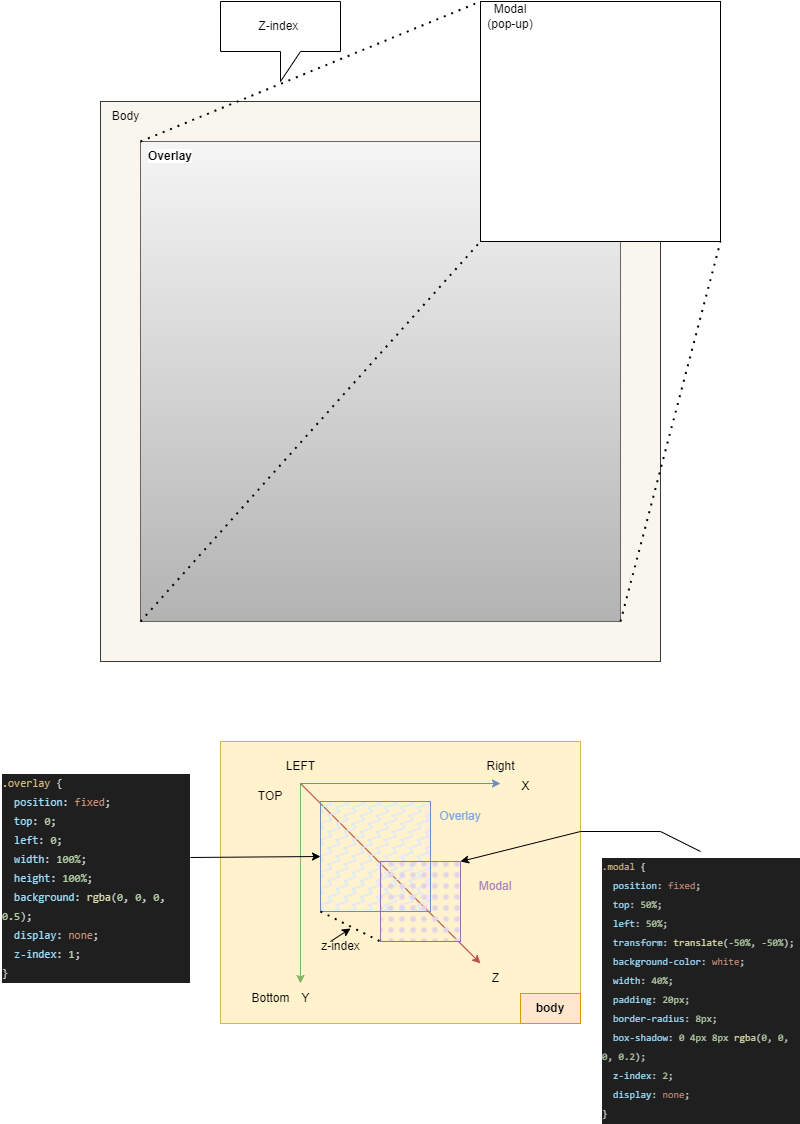 Z-index
Modal
(pop-up)
Body
Overlay
LEFT
Right
X
TOP
Overlay
Modal
z-index
Z
Bottom
Y
body
.overlay {
position: fixed;
top: 0;
left: 0;
width: 100%;
height: 100%;
background: rgba(0, 0, 0,
0.5);
display: none;
z-index: 1;
}
.modal {
position: fixed;
top: 50%;
left: 50%;
transform: translate(-50%, -50%);
background-color: white;
width: 40%;
padding: 20px;
border-radius: 8px;
box-shadow: 0 4px 8px rgba(0, 0,
0, 0.2);
z-index: 2;
display: none;
}